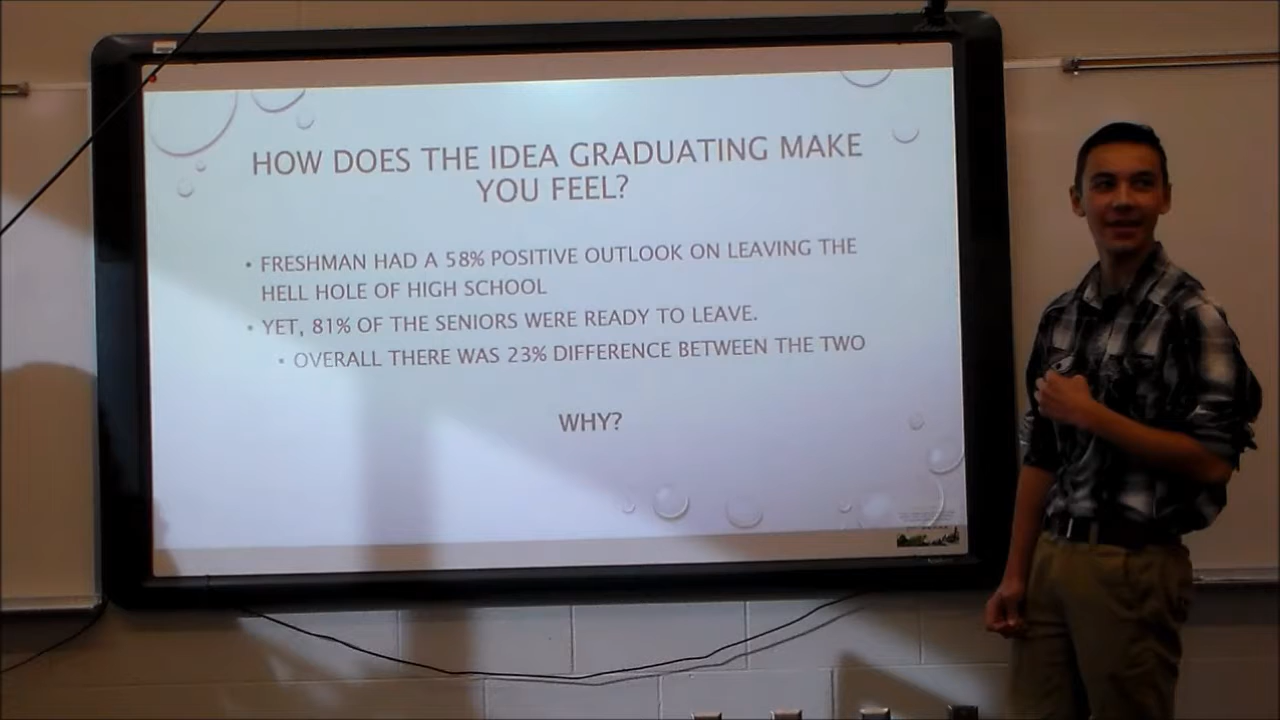 HOW DOES THE IDEA GRADUATING MAKE
YOU FEEL?
• FRESHMAN HAD A 58% POSITIVE OUTLOOK ON LEAVING THE
HELL HOLE OF HIGH SCHOOL
• YET, 81% OF THE SENIORS WERE READY TO LEAVE.
• OVERALL THERE WAS 23% DIFFERENCE BETWEEN THE TWO
WHY?